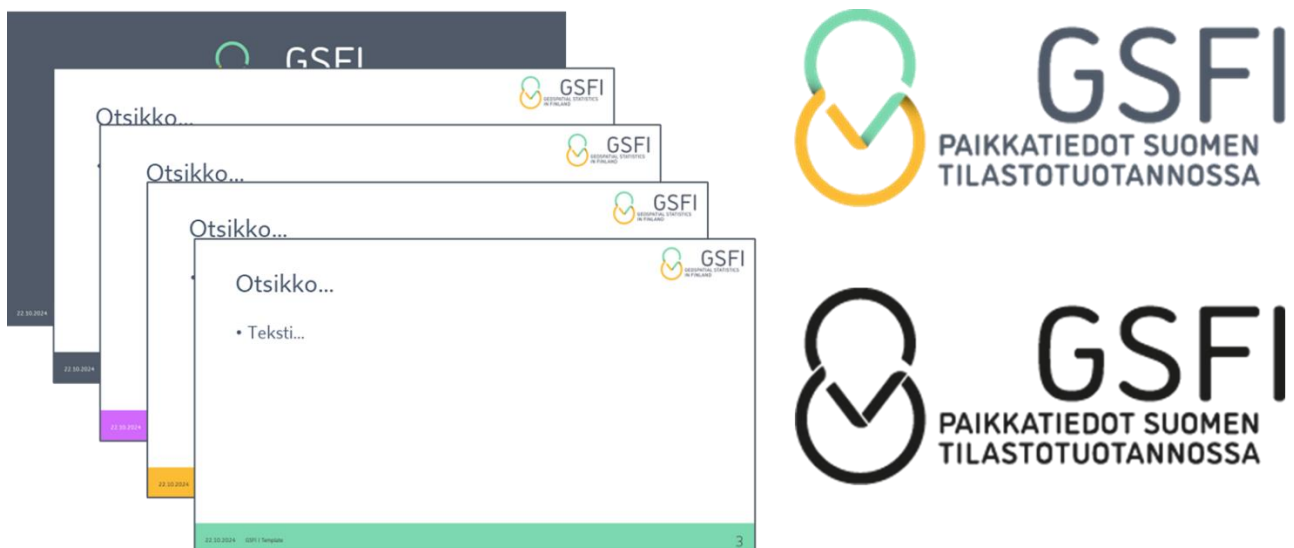 GSFI
22.10.2024
Otsikko...
GSFI
GEOSPATIAL STATISTICS
IN FINLAND
22.10.2024
Otsikko...
GSFI
GEOSPATIAL STATISTICS
IN FINLAND
22.10.2024
Otsikko...
GSFI
GEOSPATIAL STATISTICS
IN FINLAND
22.10.2024
Otsikko...
GSFI
GEOSPATIAL STATISTICS
IN FINLAND
• Teksti...
22.10.2024 GSFI | Template 3
GSFI
PAIKKATIEDOT SUOMEN
TILASTOTUOTANNOSSA
GSFI
PAIKKATIEDOT SUOMEN
TILASTOTUOTANNOSSA